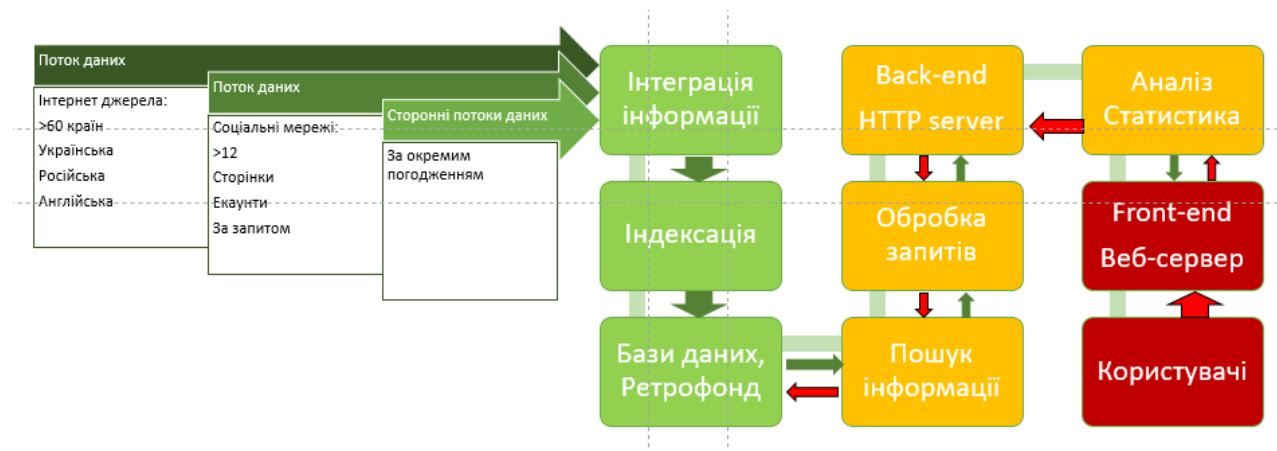 Поток даних
Інтернет джерела:
>60 країн
Українська
Російська
Англійська
Поток даних
Соціальні мережі:
>12
Сторінки
Екаунти
За запитом
Сторонні потоки даних
За окремим
погодженням
Інтеграція
інформації
Індексація
Бази даних,
Ретрофонд
Back-end
HTTP server
Обробка
запитів
Пошук
інформації
Аналіз
Статистика
Front-end
Веб-сервер
Користувачі